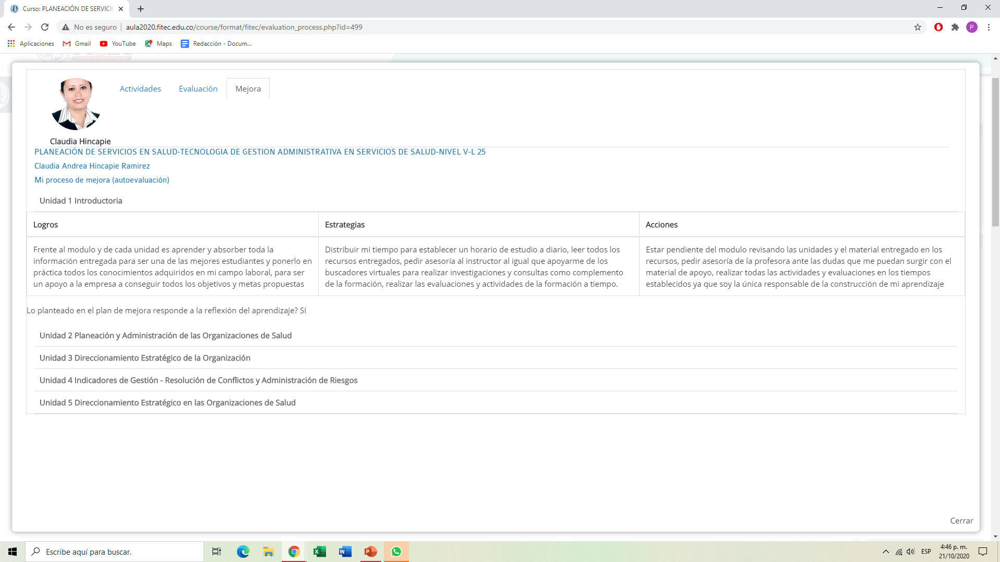 Curso: PLANEACIÓN DE SERVICIO
No es seguro
aula2020.fitec.edu.co/course/format/fitec/evaluation_process.php?id=499
P
Aplicaciones
Gmail
YouTube
Maps
Redacción - Docum...
Actividades
Evaluación
Mejora
Claudia Hincapie
PLANEACIÓN DE SERVICIOS EN SALUD-TECNOLOGIA DE GESTION ADMINISTRATIVA EN SERVICIOS DE SALUD-NIVEL V-L 25
Claudia Andrea Hincapie Ramirez
Mi proceso de mejora (autoevaluación)
Unidad 1 Introductoria
Logros
Frente al modulo y de cada unidad es aprender y absorber toda la
información entregada para ser una de las mejores estudiantes y ponerlo en
práctica todos los conocimientos adquiridos en mi campo laboral, para ser
un apoyo a la empresa a conseguir todos los objetivos y metas propuestas
Estrategias
Distribuir mi tiempo para establecer un horario de estudio a diario, leer todos los
recursos entregados, pedir asesoría al instructor al igual que apoyarme de los
buscadores virtuales para realizar investigaciones y consultas como complemento
de la formación, realizar las evaluaciones y actividades de la formación a tiempo.
Acciones
Estar pendiente del modulo revisando las unidades y el material entregado en los
recursos, pedir asesoría de la profesora ante las dudas que me puedan surgir con el
material de apoyo, realizar todas las actividades y evaluaciones en los tiempos
establecidos ya que soy la única responsable de la construcción de mi aprendizaje
Lo planteado en el plan de mejora responde a la reflexión del aprendizaje? SI
Unidad 2 Planeación y Administración de las Organizaciones de Salud
Unidad 3 Direccionamiento Estratégico de la Organización
Unidad 4 Indicadores de Gestión - Resolución de Conflictos y Administración de Riesgos
Unidad 5 Direccionamiento Estratégico en las Organizaciones de Salud
Cerrar
Escribe aquí para buscar.
ESP
4:46 p. m.
21/10/2020